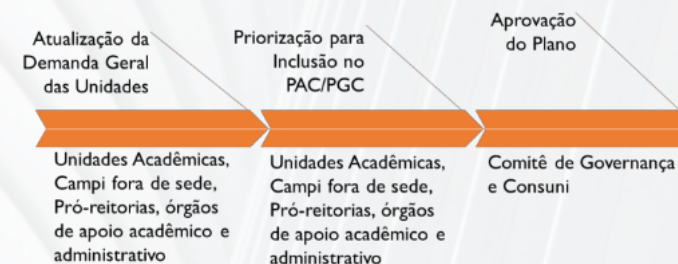 Atualização da
Demanda Geral
das Unidades
Priorização para
Inclusão no
PAC/PGC
Aprovação
do Plano
Unidades Acadêmicas,
Campi fora de sede,
Pró-reitorias, órgãos
de apoio acadêmico e
administrativo
Unidades Acadêmicas,
Campi fora de sede,
Pró-reitorias, órgãos
de apoio acadêmico e
administrativo
Comitê de Governança
e Consuni